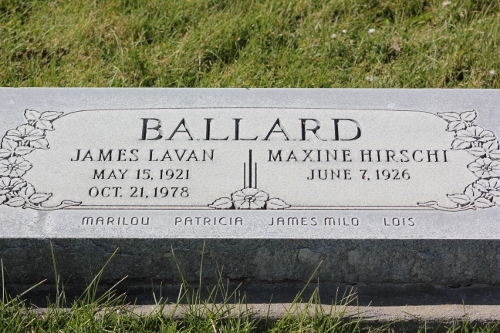 BALLARD
JAMES LAVAN MAXINE HIRSCHI
MAY 15, 1921 JUNE 7, 1926
OCT. 21, 1978
MARILOU PATRICIA JAMES MILO LOIS